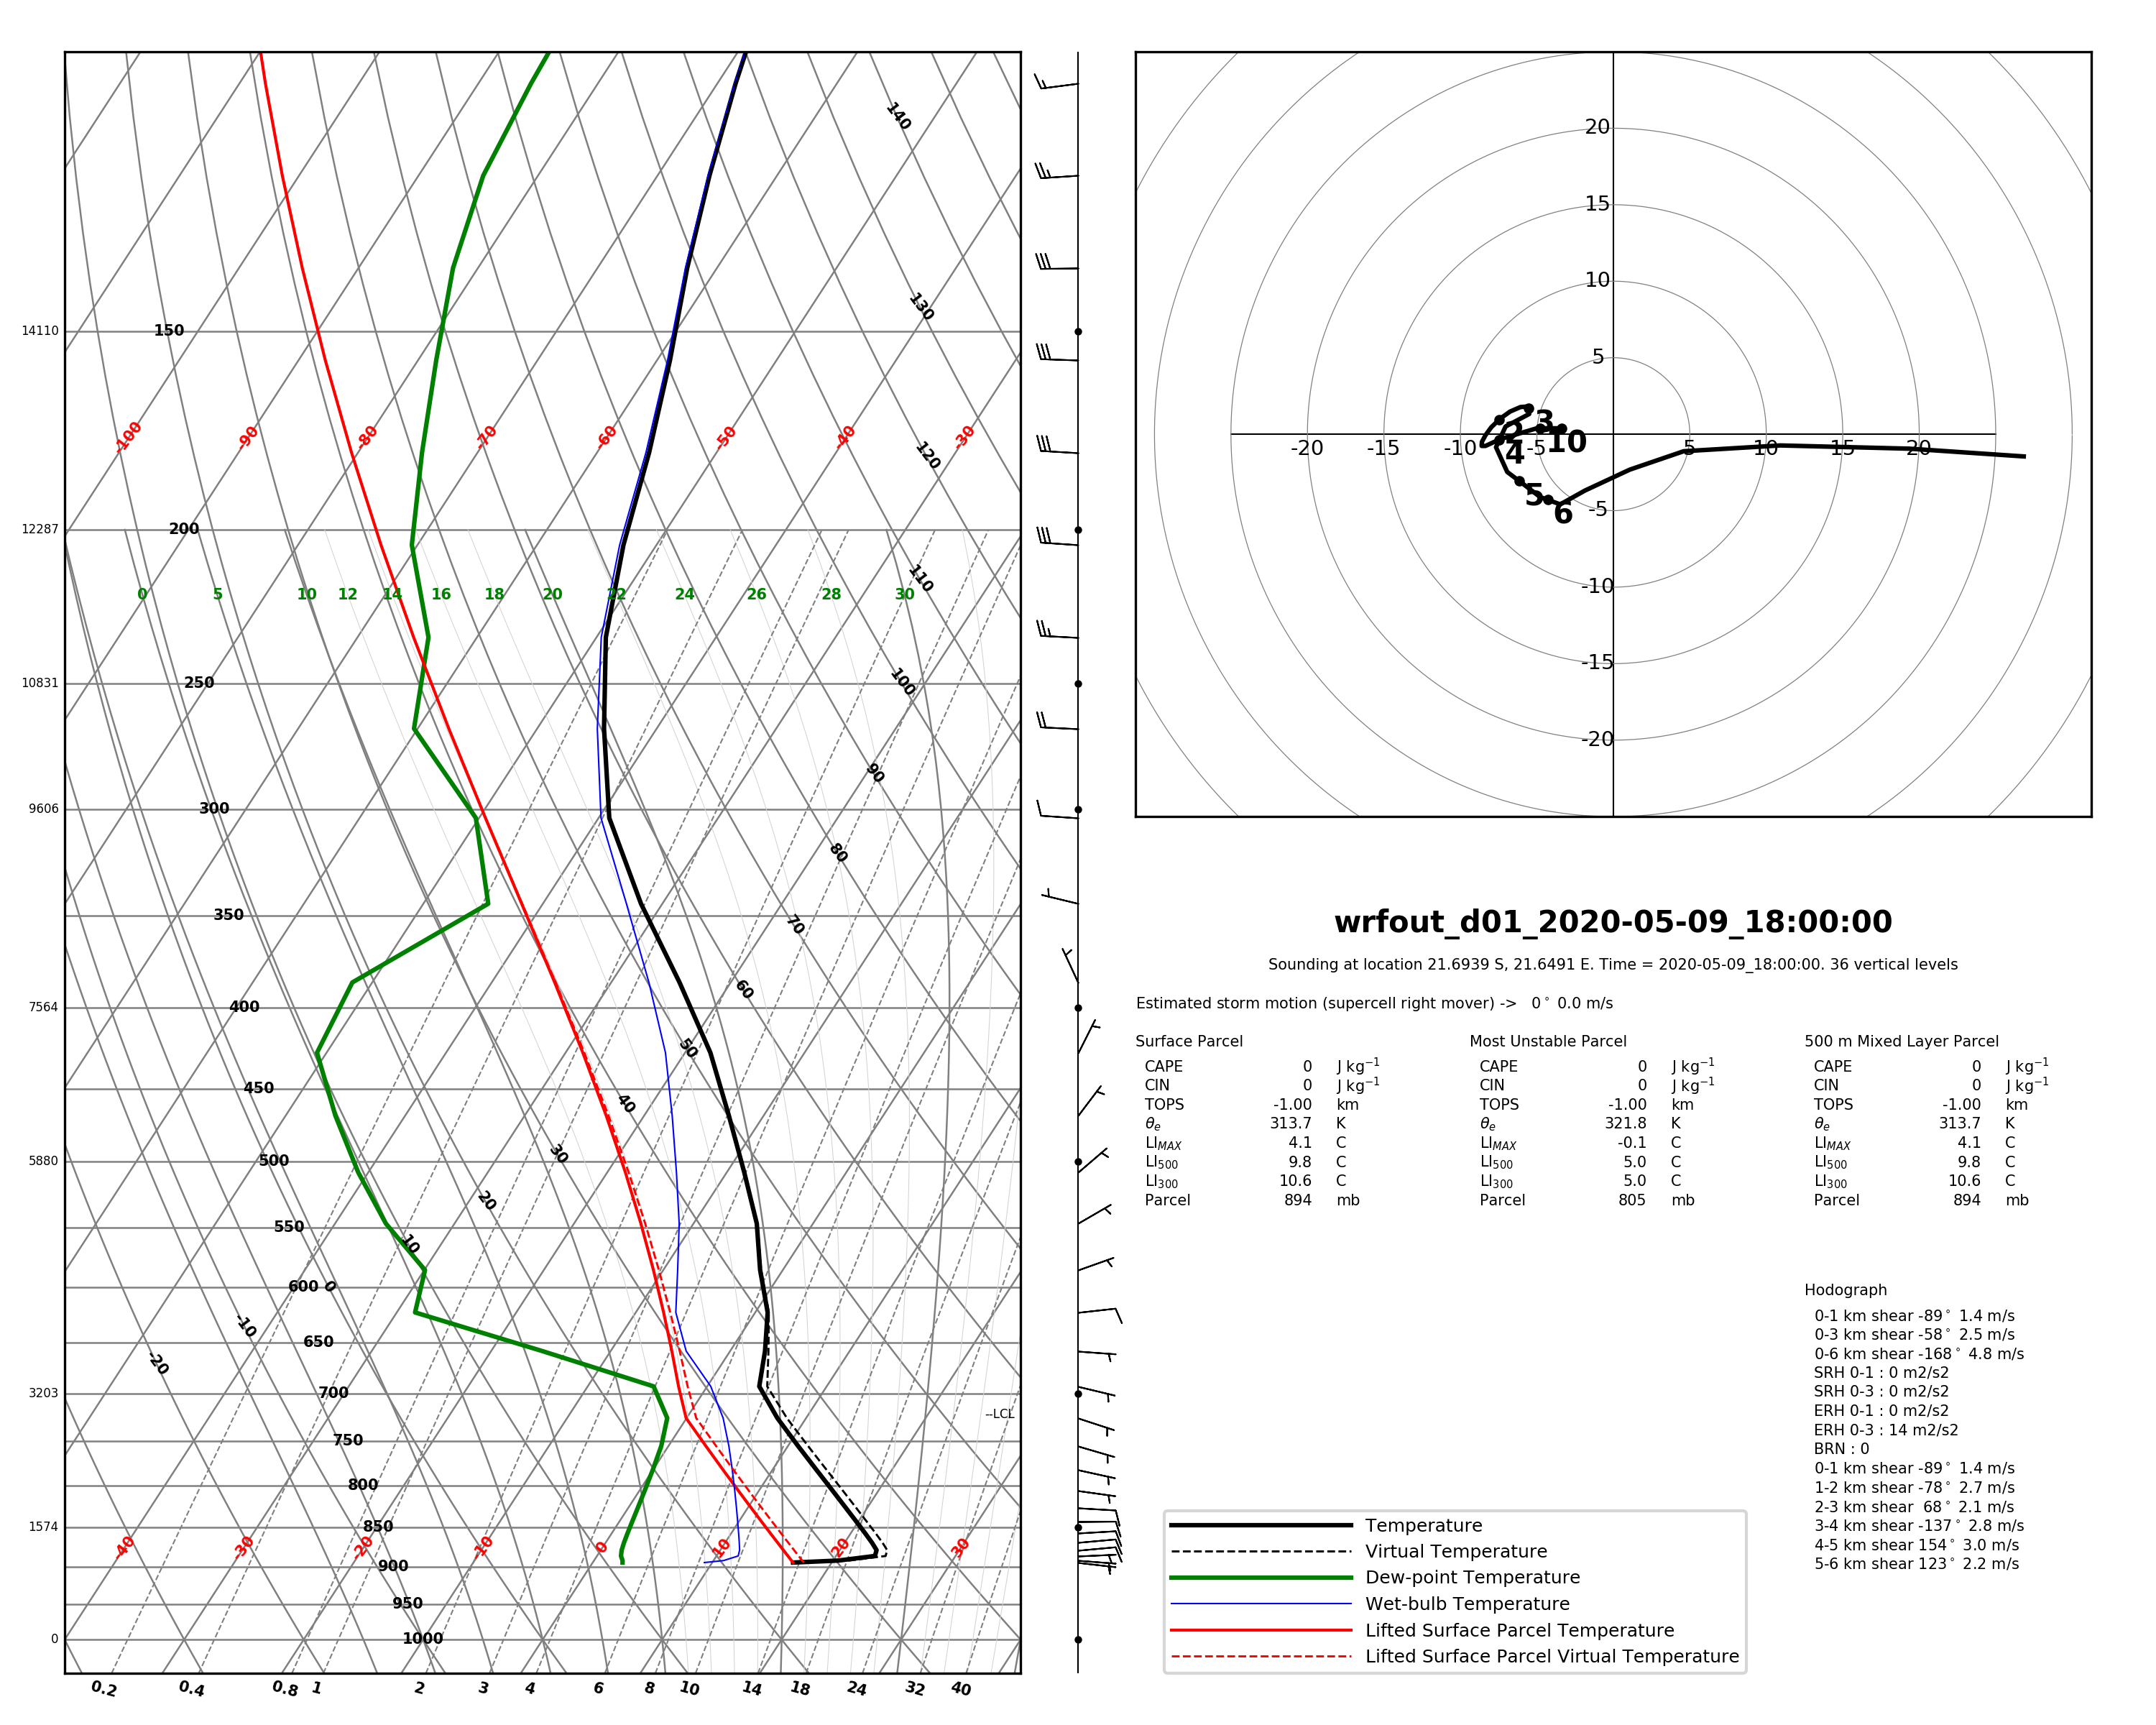 140
130
14110 150
-100 -90 -80 -70 -60 -50 -40 -30
120
12287 200
110
0 5 10 12 14 16 18 20 22 24 26 28 30
10831 250
100
90
9606 300
80
350
70
60
7564 400
50
450
40
5880 500
30
20
550
10
600 0
-10
650
-20
3203 700
--LCL
750
800
1574 850
-40 -30 -20 -10 0 10 20 30
900
950
0 1000
0.2 0.4 0.8 1 2 3 4 6 8 10 14 18 24 32 40
20
15
10
5
3
10
4
-20 -15 -10 -5 5 10 15 20
5
6
-5
-10
-15
-20
wrfout_d01_2020-05-09_18:00:00
Sounding at location 21.6939 S, 21.6491 E. Time = 2020-05-09_18:00:00. 36 vertical levels
Estimated storm motion (supercell right mover) -> 0° 0.0 m/s
Surface Parcel
CAPE 0 J kg⁻¹
CIN 0 J kg⁻¹
TOPS -1.00 km
θe 313.7 K
LIMAX 4.1 C
LI500 9.8 C
LI300 10.6 C
Parcel 894 mb
Most Unstable Parcel
CAPE 0 J kg⁻¹
CIN 0 J kg⁻¹
TOPS -1.00 km
θe 321.8 K
LIMAX -0.1 C
LI500 5.0 C
LI300 5.0 C
Parcel 805 mb
500 m Mixed Layer Parcel
CAPE 0 J kg⁻¹
CIN 0 J kg⁻¹
TOPS -1.00 km
θe 313.7 K
LIMAX 4.1 C
LI500 9.8 C
LI300 10.6 C
Parcel 894 mb
Hodograph
0-1 km shear -89° 1.4 m/s
0-3 km shear -58° 2.5 m/s
0-6 km shear -168° 4.8 m/s
SRH 0-1 : 0 m2/s2
SRH 0-3 : 0 m2/s2
ERH 0-1 : 0 m2/s2
ERH 0-3 : 14 m2/s2
BRN : 0
0-1 km shear -89° 1.4 m/s
1-2 km shear -78° 2.7 m/s
2-3 km shear 68° 2.1 m/s
3-4 km shear -137° 2.8 m/s
4-5 km shear 154° 3.0 m/s
5-6 km shear 123° 2.2 m/s
Temperature
Virtual Temperature
Dew-point Temperature
Wet-bulb Temperature
Lifted Surface Parcel Temperature
Lifted Surface Parcel Virtual Temperature